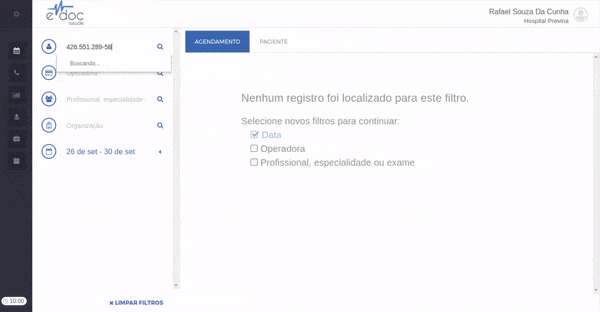 e doc
saúde
Rafael Souza Da Cunha
Hospital Previna
426.551.289-58
Buscando...
Operadora
Profissional, especialidade
Organização
26 de set - 30 de set
AGENDAMENTO
PACIENTE
Nenhum registro foi localizado para este filtro.
Selecione novos filtros para continuar:
Data
Operadora
Profissional, especialidade ou exame
10:00
LIMPAR FILTROS